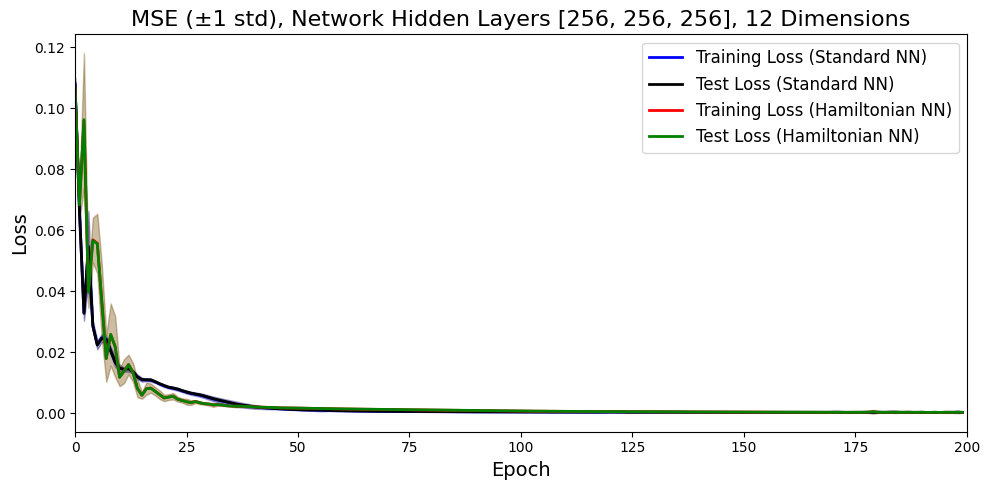 MSE (±1 std), Network Hidden Layers [256, 256, 256], 12 Dimensions
Training Loss (Standard NN)
Test Loss (Standard NN)
Training Loss (Hamiltonian NN)
Test Loss (Hamiltonian NN)
Loss
0.12
0.10
0.08
0.06
0.04
0.02
0.00
0 25 50 75 100 125 150 175 200
Epoch